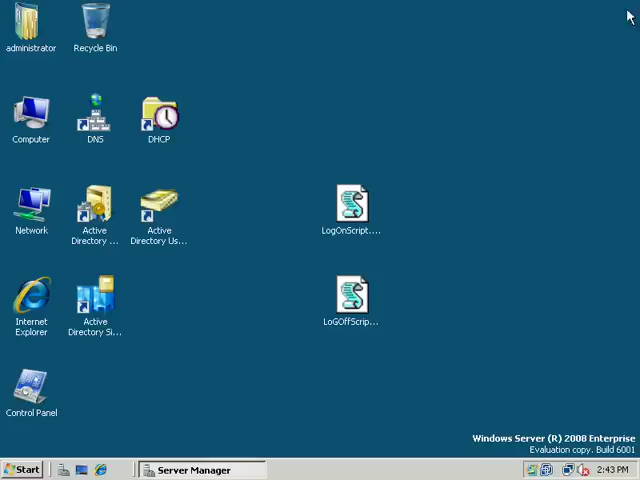 administrator
Recycle Bin
Computer
DNS
DHCP
Network
Active
Directory ...
Active
Directory Us...
LogOnScript....
Internet
Explorer
Active
Directory Si...
LoGOffScrip...
Control Panel
Windows Server (R) 2008 Enterprise
Evaluation copy. Build 6001
Start
Server Manager
2:43 PM